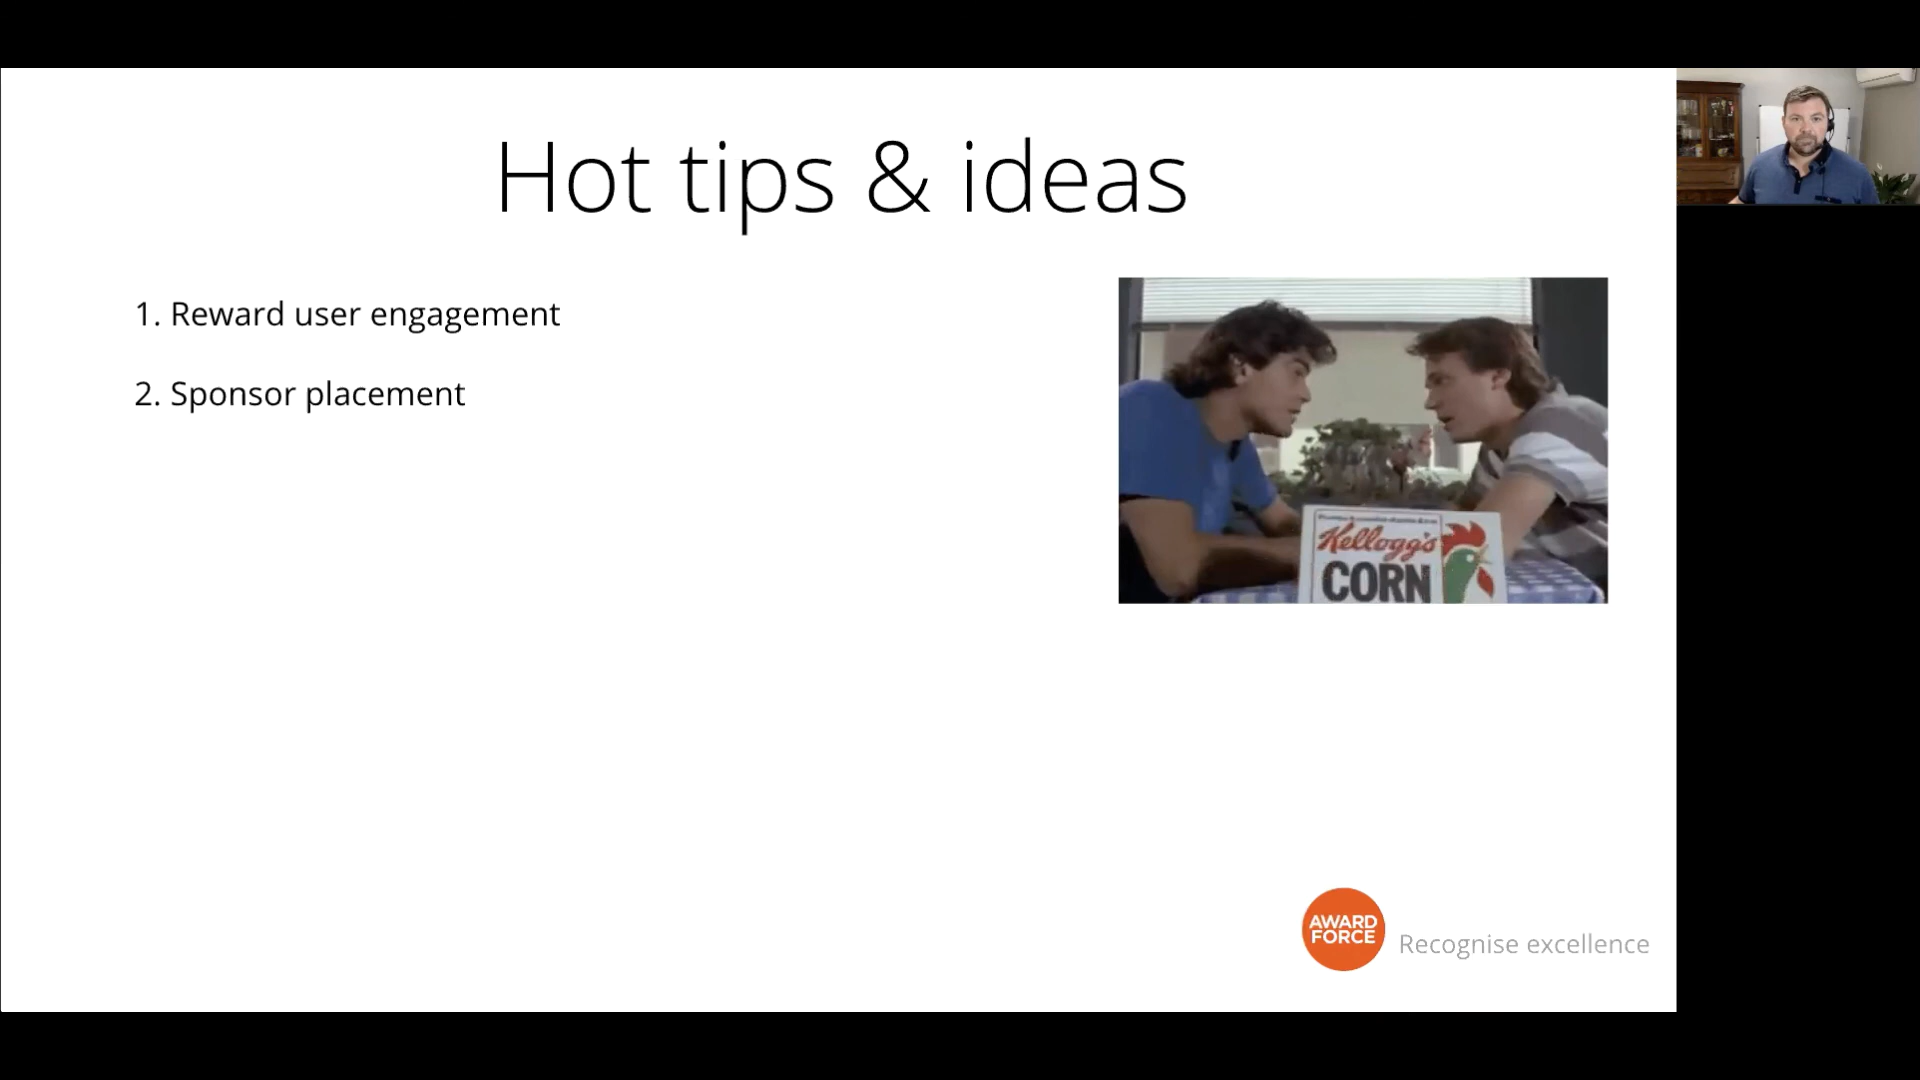 Hot tips & ideas
1. Reward user engagement
2. Sponsor placement
Kellogg's
CORN
AWARD
FORCE
Recognise excellence